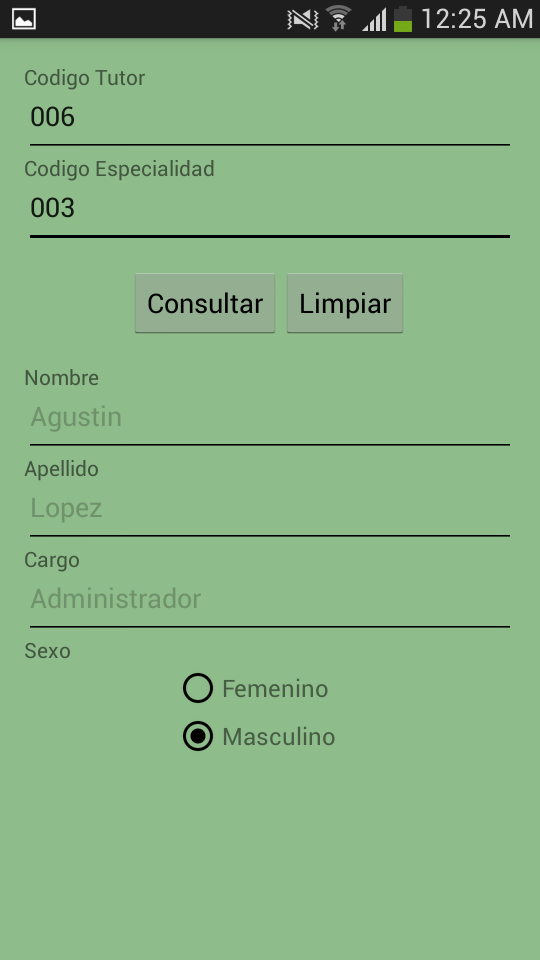 12:25 AM
Codigo Tutor
006
Codigo Especialidad
003
Consultar Limpiar
Nombre
Agustin
Apellido
Lopez
Cargo
Administrador
Sexo
Femenino
Masculino